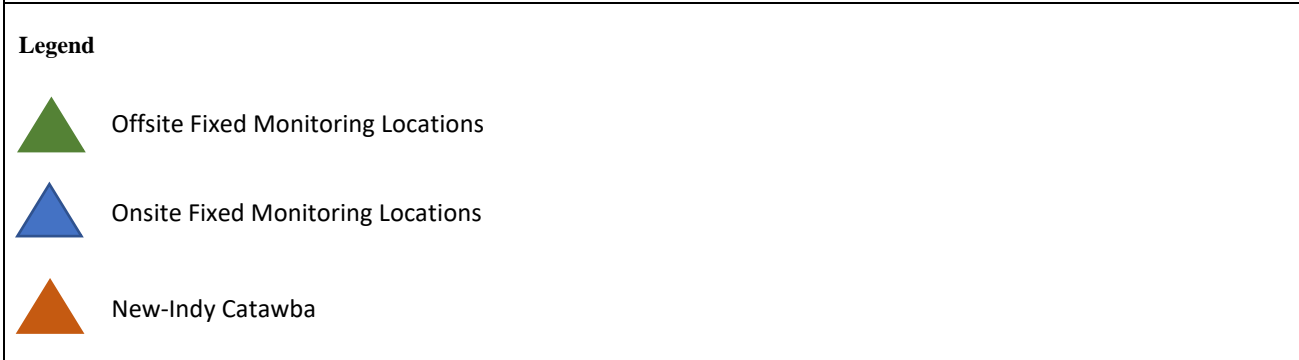 Legend
Offsite Fixed Monitoring Locations
Onsite Fixed Monitoring Locations
New-Indy Catawba